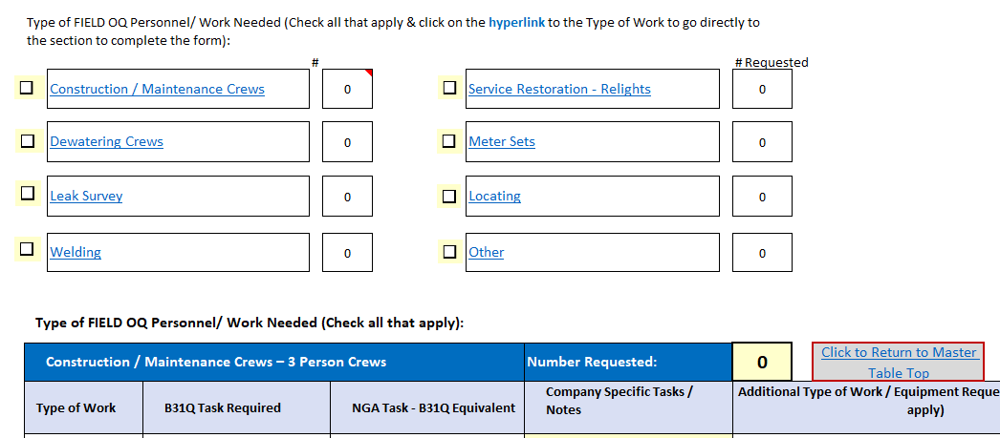 Type of FIELD OQ Personnel/ Work Needed (Check all that apply & click on the hyperlink to the Type of Work to go directly to
the section to complete the form):
# # Requested
Construction / Maintenance Crews 0 Service Restoration - Relights 0
Dewatering Crews 0 Meter Sets 0
Leak Survey 0 Locating 0
Welding 0 Other 0
Type of FIELD OQ Personnel/ Work Needed (Check all that apply):
Construction / Maintenance Crews – 3 Person Crews Number Requested: 0 Click to Return to Master
Table Top
Company Specific Tasks / Additional Type of Work / Equipment Reque
Type of Work B31Q Task Required NGA Task - B31Q Equivalent Notes apply)